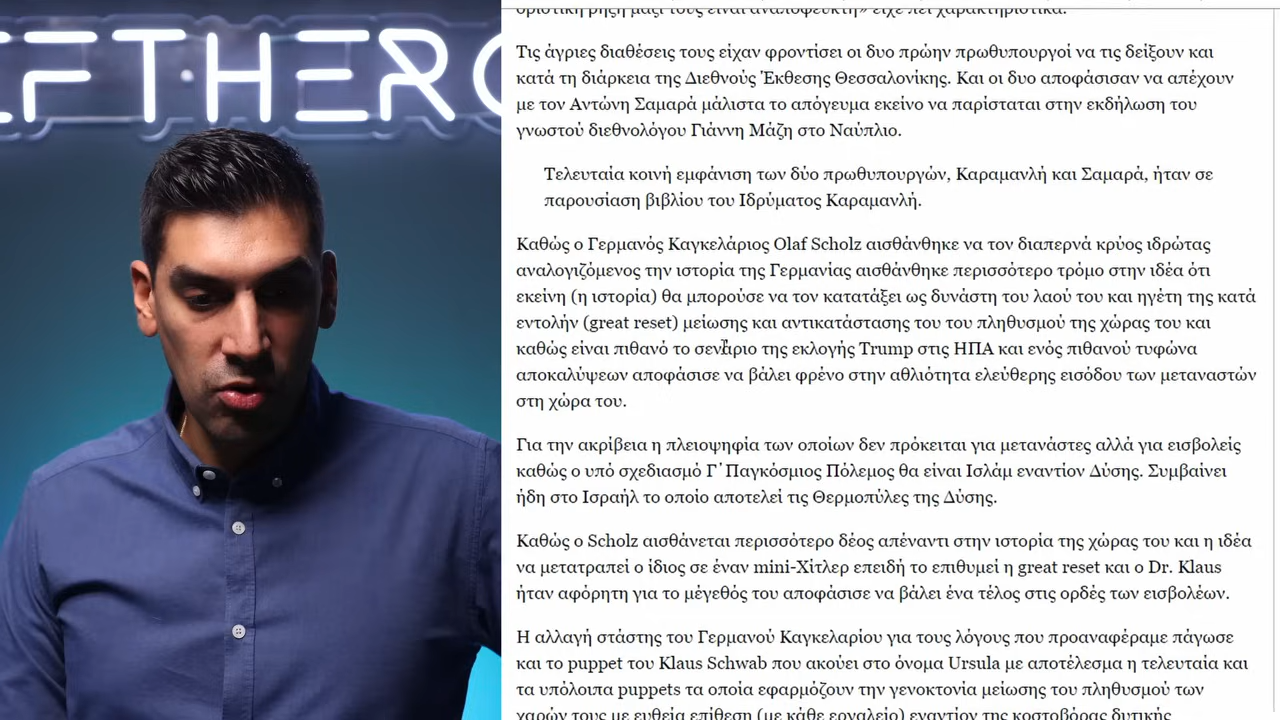 FTHERO
οριστική ρήξη μαζί τους είναι αναπόφευκτη» είχε πει χαρακτηριστικά.
Τις άγριες διαθέσεις τους είχαν φροντίσει οι δυο πρώην πρωθυπουργοί να τις δείξουν και
κατά τη διάρκεια της Διεθνούς Έκθεσης Θεσσαλονίκης. Και οι δυο αποφάσισαν να απέχουν
με τον Αντώνη Σαμαρά μάλιστα το απόγευμα εκείνο να παρίσταται στην εκδήλωση του
γνωστού διεθνολόγου Γιάννη Μάζη στο Ναύπλιο.
Τελευταία κοινή εμφάνιση των δύο πρωθυπουργών, Καραμανλή και Σαμαρά, ήταν σε
παρουσίαση βιβλίου του Ιδρύματος Καραμανλή.
Καθώς ο Γερμανός Καγκελάριος Olaf Scholz αισθάνθηκε να τον διαπερνά κρύος ιδρώτας
αναλογιζόμενος την ιστορία της Γερμανίας αισθάνθηκε περισσότερο τρόμο στην ιδέα ότι
εκείνη (η ιστορία) θα μπορούσε να τον κατατάξει ως δυνάστη του λαού του και ηγέτη της κατά
εντολήν (great reset) μείωσης και αντικατάστασης του του πληθυσμού της χώρας του και
καθώς είναι πιθανό το σενάριο της εκλογής Trump στις ΗΠΑ και ενός πιθανού τυφώνα
αποκαλύψεων αποφάσισε να βάλει φρένο στην αθλιότητα ελεύθερης εισόδου των μεταναστών
στη χώρα του.
Για την ακρίβεια η πλειοψηφία των οποίων δεν πρόκειται για μετανάστες αλλά για εισβολείς
καθώς ο υπό σχεδιασμό Γ΄Παγκόσμιος Πόλεμος θα είναι Ισλάμ εναντίον Δύσης. Συμβαίνει
ήδη στο Ισραήλ το οποίο αποτελεί τις Θερμοπύλες της Δύσης.
Καθώς ο Scholz αισθάνεται περισσότερο δέος απέναντι στην ιστορία της χώρας του και η ιδέα
να μετατραπεί ο ίδιος σε έναν mini-Χίτλερ επειδή το επιθυμεί η great reset και ο Dr. Klaus
ήταν αφόρητη για το μέγεθός του αποφάσισε να βάλει ένα τέλος στις ορδές των εισβολέων.
Η αλλαγή στάστης του Γερμανού Καγκελαρίου για τους λόγους που προαναφέραμε πάγωσε
και το puppet του Klaus Schwab που ακούει στο όνομα Ursula με αποτέλεσμα η τελευταία και
τα υπόλοιπα puppets τα οποία εφαρμόζουν την γενοκτονία μείωσης του πληθυσμού των
χωρών τους με ευθεία επίθεση (με κάθε εργαλείο) εναντίον της κοστοβόρας δυτικής